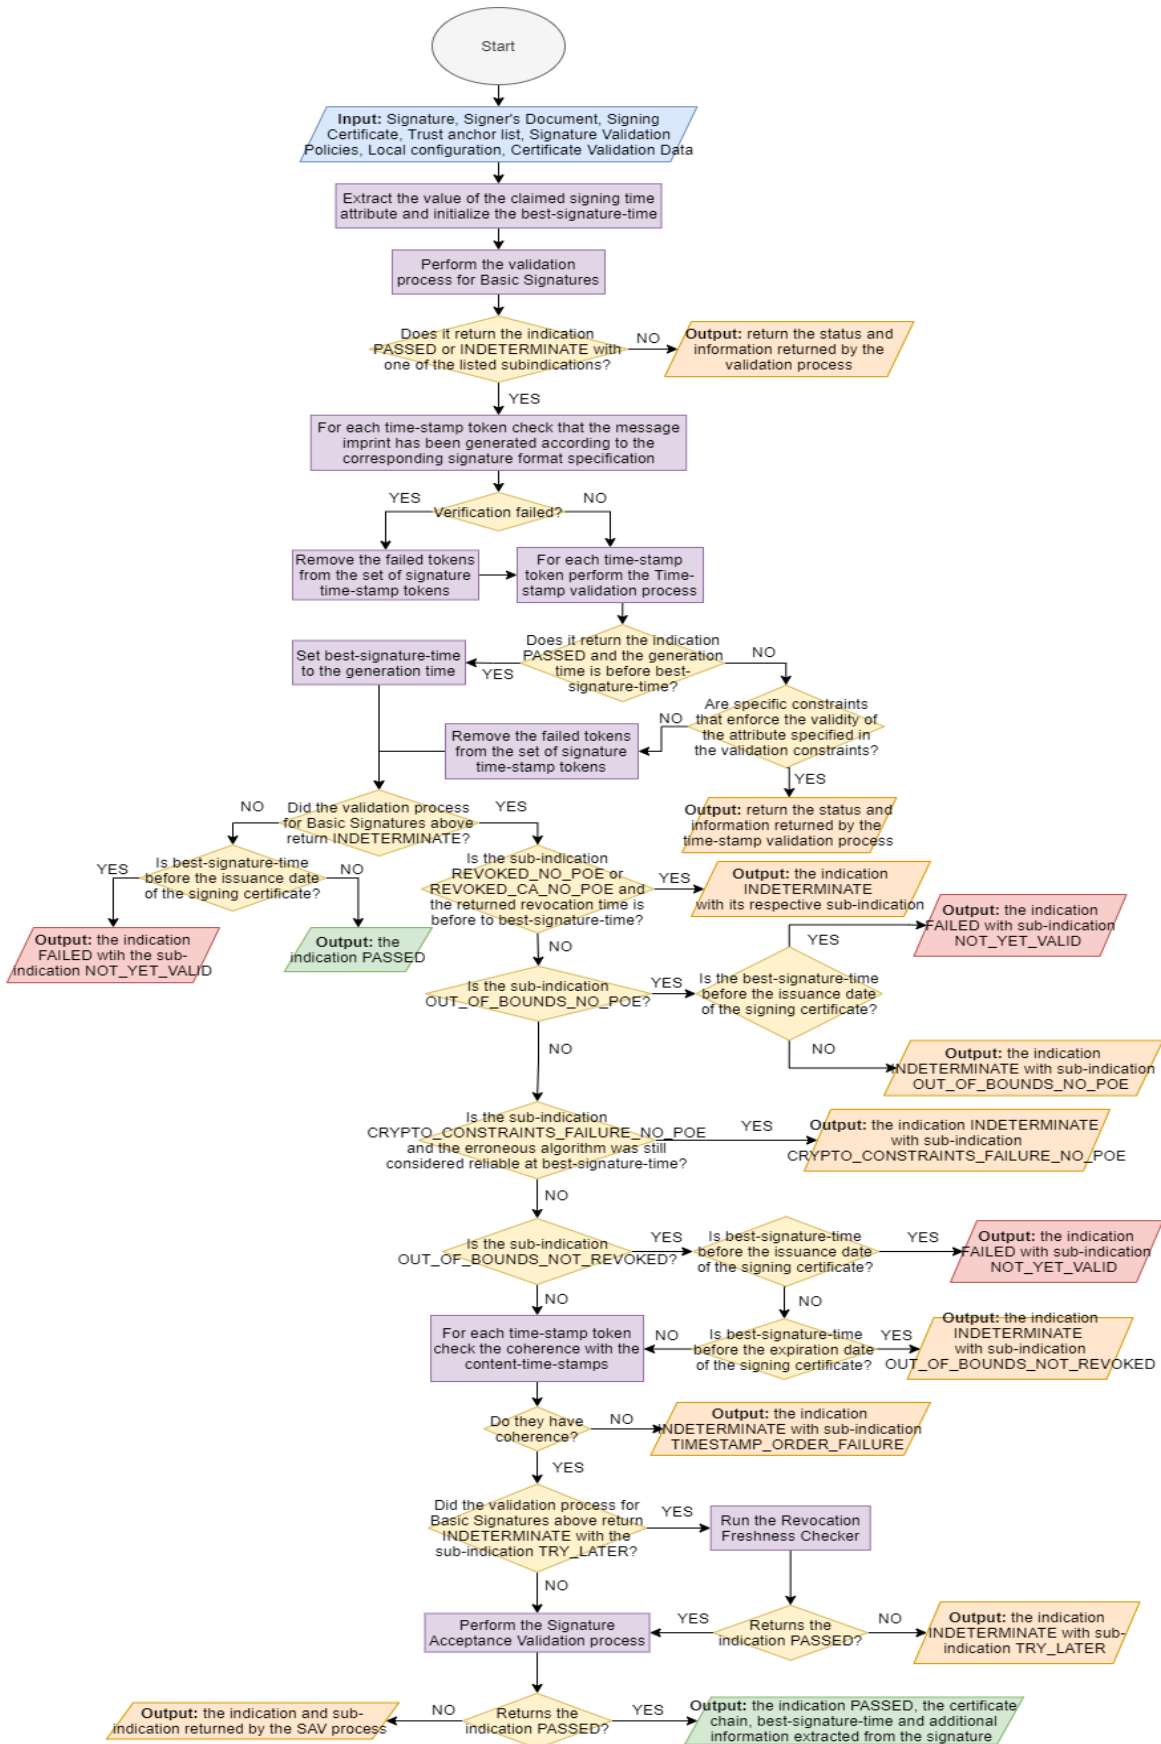 Start
Input: Signature, Signer's Document, Signing
Certificate, Trust anchor list, Signature Validation
Policies, Local configuration, Certificate Validation Data
Extract the value of the claimed signing time
attribute and initialize the best-signature-time
Perform the validation
process for Basic Signatures
Does it return the indication
PASSED or INDETERMINATE with
one of the listed subindications?
NO
Output: return the status and
information returned by the
validation process
YES
For each time-stamp token check that the message
imprint has been generated according to the
corresponding signature format specification
YES
NO
Verification failed?
Remove the failed tokens
from the set of signature
time-stamp tokens
For each time-stamp
token perform the Time-
stamp validation process
Does it return the indication
PASSED and the generation
time is before best-
signature-time?
YES
NO
Set best-signature-time
to the generation time
Are specific constraints
that enforce the validity of
the attribute specified in
the validation constraints?
NO
Remove the failed tokens
from the set of signature
time-stamp tokens
YES
Output: return the status and
information returned by the
time-stamp validation process
Did the validation process
for Basic Signatures above
return INDETERMINATE?
NO
YES
Is best-signature-time
before the issuance date
of the signing certificate?
YES
NO
Output: the indication
FAILED wtih the sub-
indication NOT_YET_VALID
Output: the
indication PASSED
Is the sub-indication
REVOKED_NO_POE or
REVOKED_CA_NO_POE and
the returned revocation time is
before to best-signature-time?
YES
Output: the indication
INDETERMINATE
with its respective sub-indication
NO
Is the sub-indication
OUT_OF_BOUNDS_NO_POE?
YES
Is the best-signature-time
before the issuance date
of the signing certificate?
YES
Output: the indication
FAILED with sub-indication
NOT_YET_VALID
NO
Output: the indication
INDETERMINATE with sub-indication
OUT_OF_BOUNDS_NO_POE
NO
Is the sub-indication
CRYPTO_CONSTRAINTS_FAILURE_NO_POE
and the erroneous algorithm was still
considered reliable at best-signature-time?
YES
Output: the indication INDETERMINATE
with sub-indication
CRYPTO_CONSTRAINTS_FAILURE_NO_POE
NO
Is the sub-indication
OUT_OF_BOUNDS_NOT_REVOKED?
YES
Is best-signature-time
before the issuance date
of the signing certificate?
YES
Output: the indication
FAILED with sub-indication
NOT_YET_VALID
NO
NO
For each time-stamp token
check the coherence with the
content-time-stamps
NO
Is best-signature-time
before the expiration date
of the signing certificate?
YES
Output: the indication
INDETERMINATE
with sub-indication
OUT_OF_BOUNDS_NOT_REVOKED
Do they have
coherence?
NO
Output: the indication
INDETERMINATE with sub-indication
TIMESTAMP_ORDER_FAILURE
YES
Did the validation process for
Basic Signatures above return
INDETERMINATE with the
sub-indication TRY_LATER?
YES
Run the Revocation
Freshness Checker
NO
Perform the Signature
Acceptance Validation process
YES
Returns the
indication PASSED?
NO
Output: the indication
INDETERMINATE with sub-
indication TRY_LATER
Output: the indication and sub-
indication returned by the SAV process
NO
Returns the
indication PASSED?
YES
Output: the indication PASSED, the certificate
chain, best-signature-time and additional
information extracted from the signature